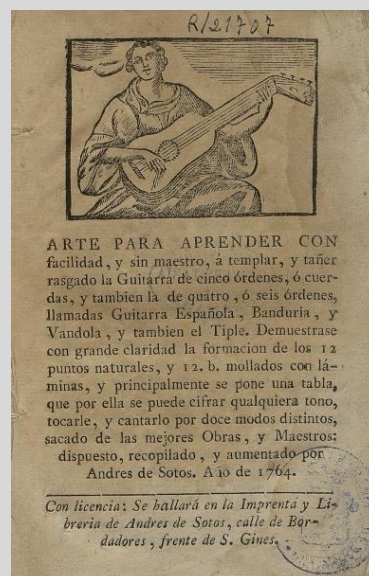 R/21707
ARTE PARA APRENDER CON
facilidad, y sin maestro, á templar, y tañer
rasgado la Guitarra de cinco órdenes, ó cuer-
das, y tambien la de quatro, ó seis órdenes,
llamadas Guitarra Española, Banduria, y
Vandola, y tambien el Tiple. Demuestrase
con grande claridad la formacion de los 12
puntos naturales, y 12. b. mollados con lá-
minas, y principalmente se pone una tabla,
que por ella se puede cifrar qualquiera tono,
tocarle, y cantarlo por doce modos distintos,
sacado de las mejores Obras, y Maestros:
dispuesto, recopilado, y aumentado por
Andres de Sotos. Año de 1764.
Con licencia: Se hallará en la Imprenta y Li-
breria de Andres de Sotos, calle de Bor-
dadores, frente de S. Gines.